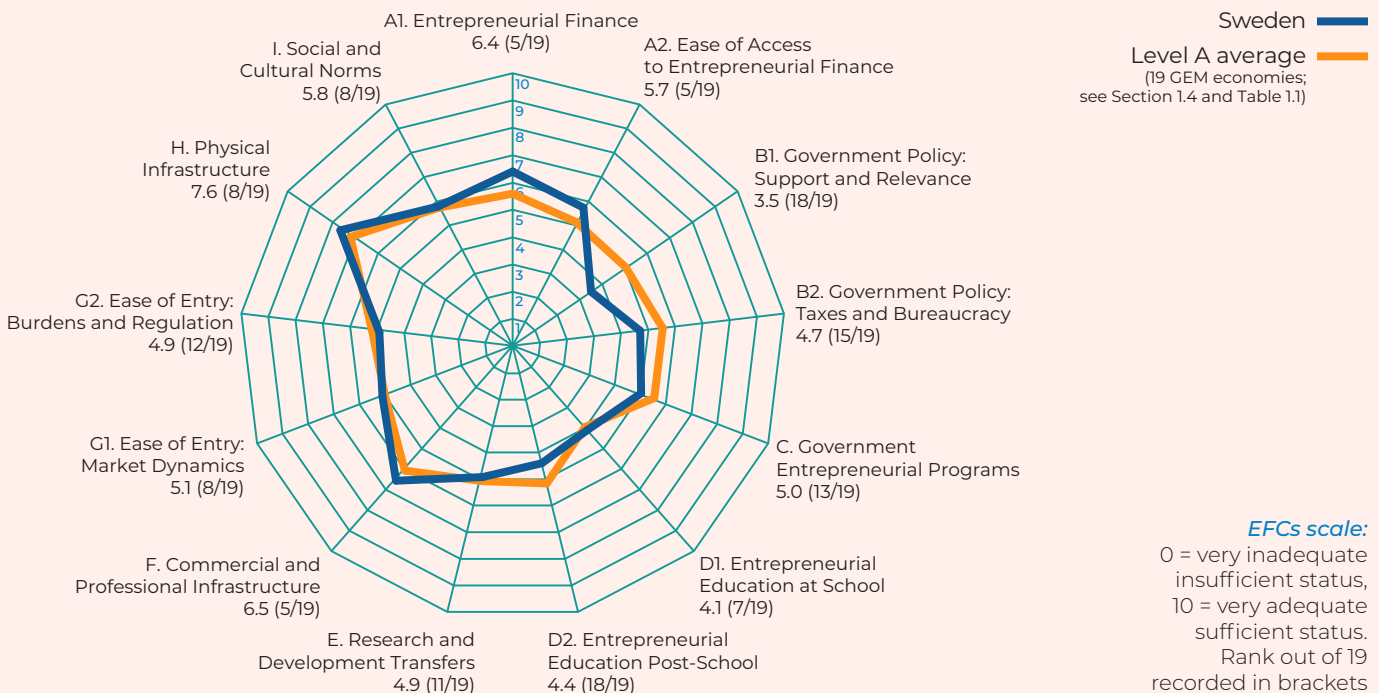 A1. Entrepreneurial Finance
6.4 (5/19)
A2. Ease of Access
to Entrepreneurial Finance
5.7 (5/19)
B1. Government Policy:
Support and Relevance
3.5 (18/19)
B2. Government Policy:
Taxes and Bureaucracy
4.7 (15/19)
C. Government
Entrepreneurial Programs
5.0 (13/19)
D1. Entrepreneurial
Education at School
4.1 (7/19)
D2. Entrepreneurial
Education Post-School
4.4 (18/19)
E. Research and
Development Transfers
4.9 (11/19)
F. Commercial and
Professional Infrastructure
6.5 (5/19)
G1. Ease of Entry:
Market Dynamics
5.1 (8/19)
G2. Ease of Entry:
Burdens and Regulation
4.9 (12/19)
H. Physical
Infrastructure
7.6 (8/19)
I. Social and
Cultural Norms
5.8 (8/19)
10
9
8
7
6
5
4
3
2
1
Sweden
Level A average
(19 GEM economies;
see Section 1.4 and Table 1.1)
EFCs scale:
0 = very inadequate
insufficient status,
10 = very adequate
sufficient status.
Rank out of 19
recorded in brackets